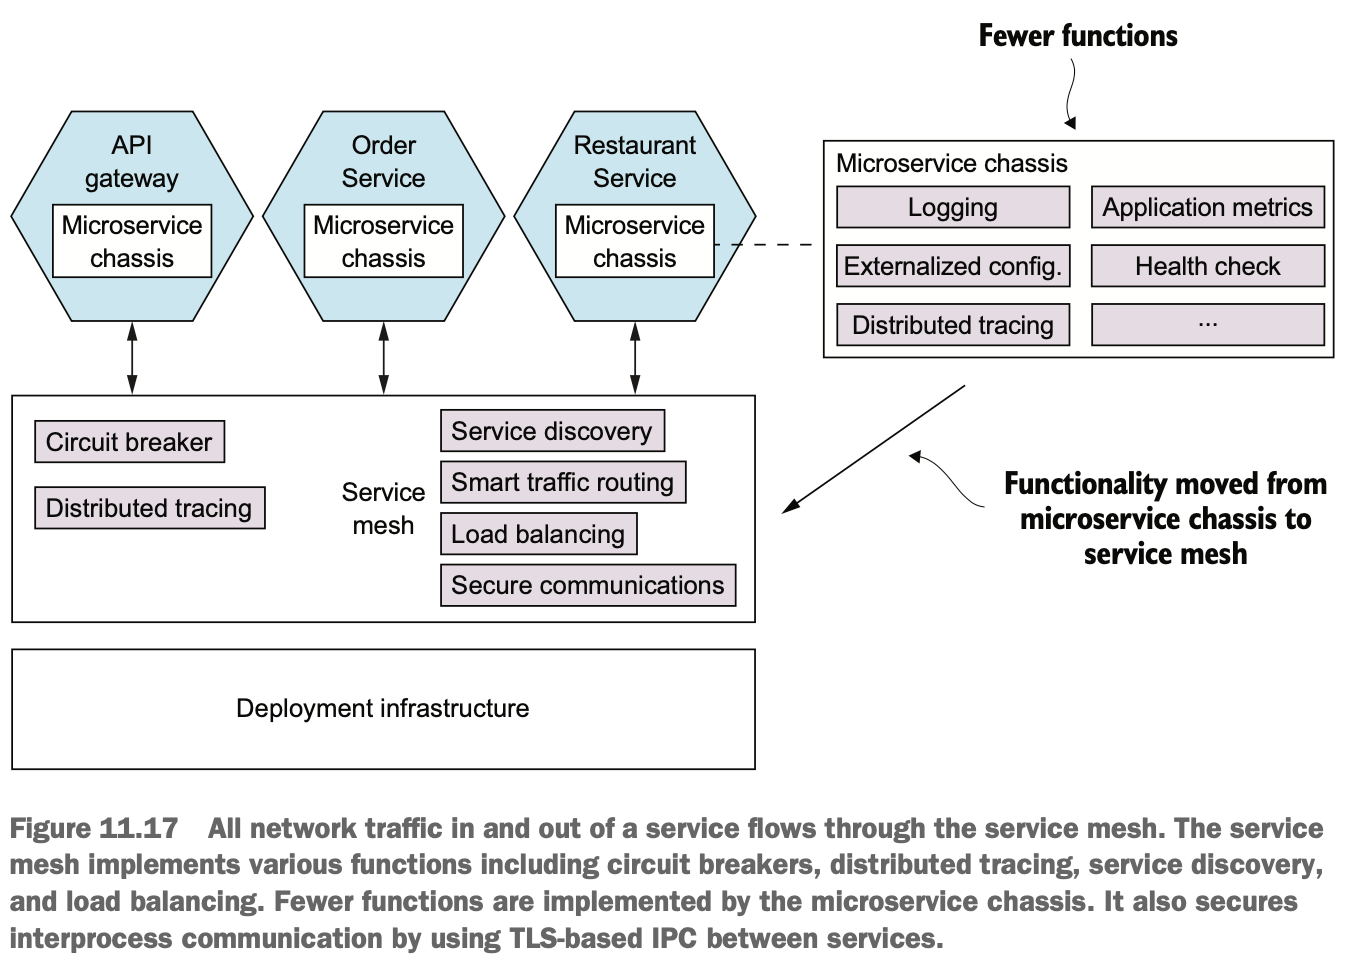 Fewer functions
API
gateway
Microservice
chassis
Order
Service
Microservice
chassis
Restaurant
Service
Microservice
chassis
Microservice chassis
Logging
Application metrics
Externalized config.
Health check
Distributed tracing
...
Circuit breaker
Distributed tracing
Service
mesh
Service discovery
Smart traffic routing
Load balancing
Secure communications
Functionality moved from
microservice chassis to
service mesh
Deployment infrastructure
Figure 11.17 All network traffic in and out of a service flows through the service mesh. The service
mesh implements various functions including circuit breakers, distributed tracing, service discovery,
and load balancing. Fewer functions are implemented by the microservice chassis. It also secures
interprocess communication by using TLS-based IPC between services.